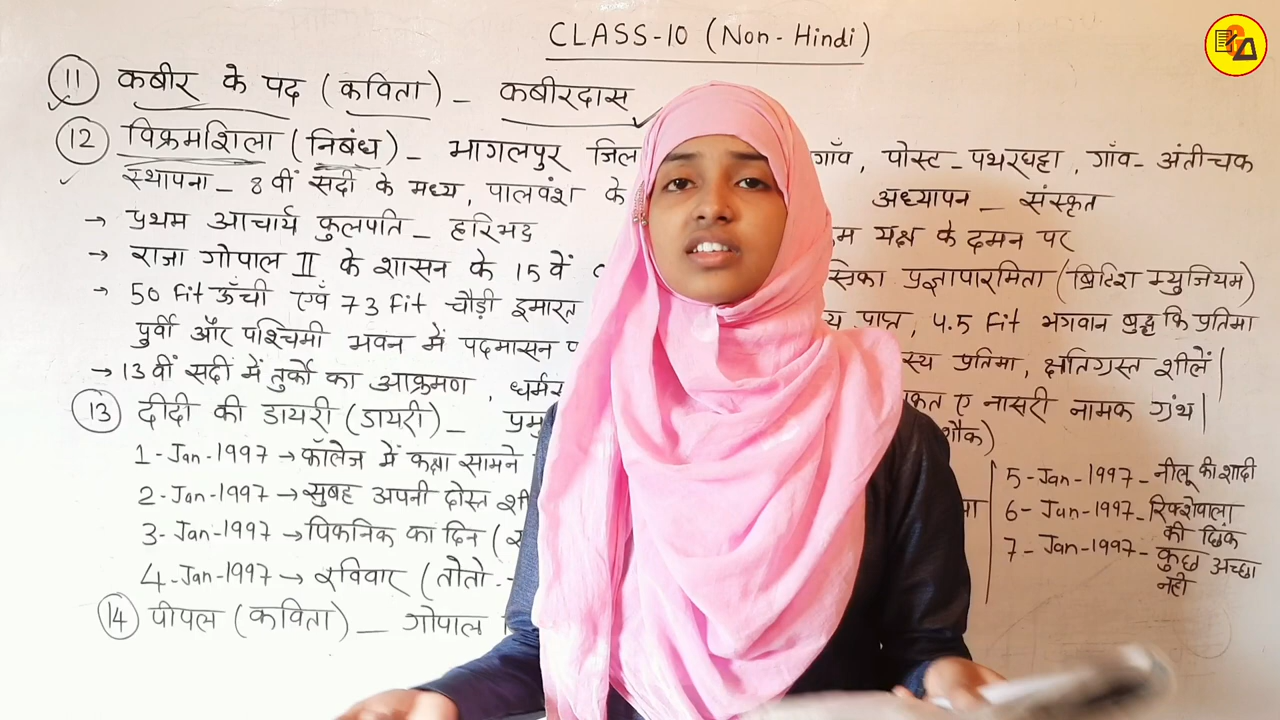 CLASS-10 (Non-Hindi)
11 कबीर के पद (कविता) - कबीरदास
12 विक्रमशिला (निबंध) - भागलपुर जिल गाँव, पोस्ट-पथरघट्टा, गाँव-अंतीचक
स्थापना - 8वीं सदी के मध्य, पालवंश के अध्यापन - संस्कृत
→ प्रथम आचार्य कुलपति - हरिभद्र यक्ष के दमन पर
→ राजा गोपाल II के शासन के 15 वें प्रज्ञापारमिता (ब्रिटिश म्युजियम)
→ 50 fit ऊँची एवँ 73 fit चौड़ी इमारत प्राप्त, 4.5 fit भगवान बुद्ध कि प्रतिमा
पुर्वी और पश्चिमी भवन में पदमासन प्रतिमा, क्षतिग्रस्त शीलें|
→ 13वीं सदी में तुर्को का आक्रमण, ए नासरी नामक ग्रंथ|
13 दीदी की डायरी (डायरी) - शौक)
1-Jan-1997 → कॉलेज में कक्षा सामने
2-Jan-1997 → सुबह अपनी दोस्त
3-Jan-1997 → पिकनिक का दिन (
4-Jan-1997 → रविवार (तोतो
5-Jan-1997 - नीलू की शादी
6-Jan-1997 - रिक्शेवाला
की
7-Jan-1997 - कुछ अच्छा
नही
14 पीपल (कविता) - गोपाल